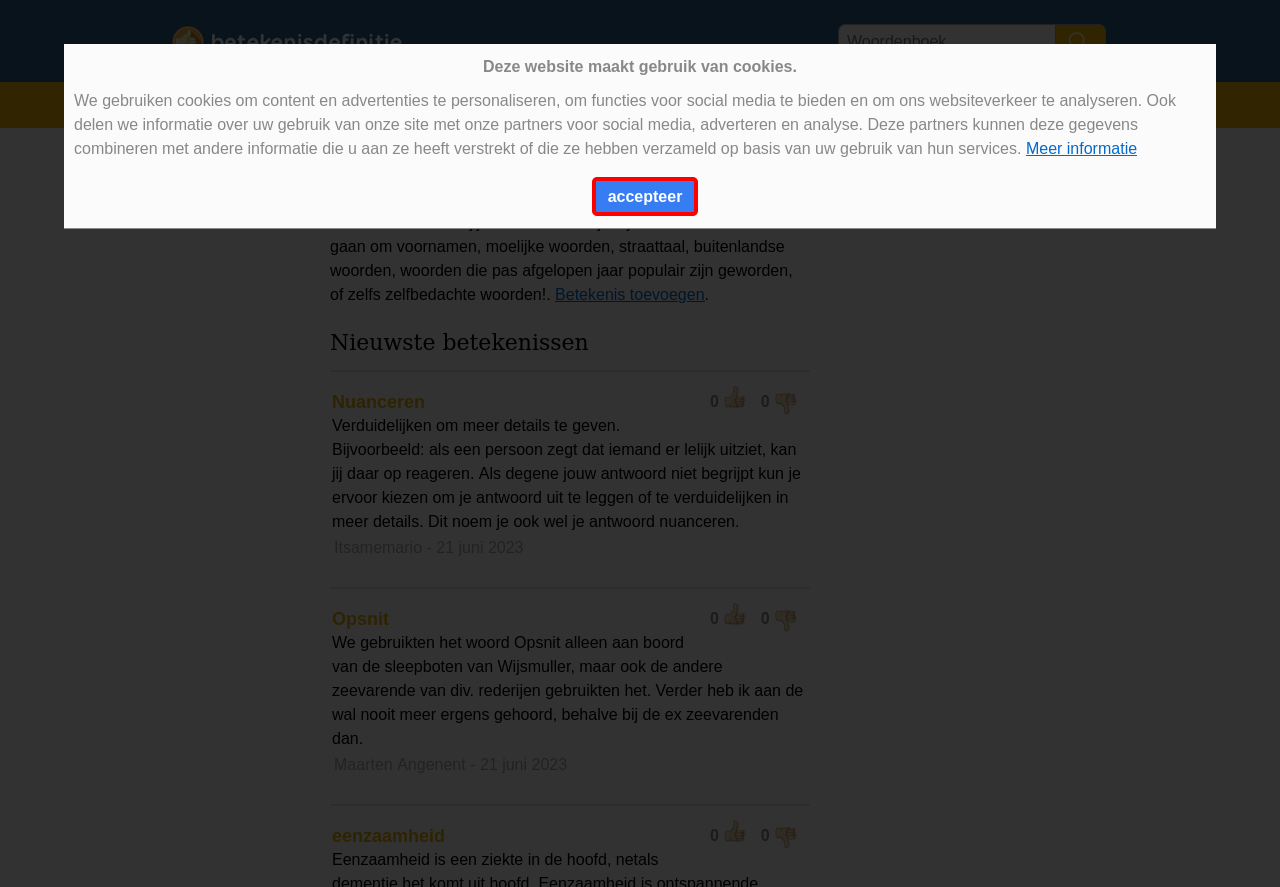 betekenisdefinitie
Woordenboek
Deze website maakt gebruik van cookies.
We gebruiken cookies om content en advertenties te personaliseren, om functies voor social media te bieden en om ons websiteverkeer te analyseren. Ook
delen we informatie over uw gebruik van onze site met onze partners voor social media, adverteren en analyse. Deze partners kunnen deze gegevens
combineren met andere informatie die u aan ze heeft verstrekt of die ze hebben verzameld op basis van uw gebruik van hun services. Meer informatie
accepteer
gaan om voornamen, moelijke woorden, straattaal, buitenlandse
woorden, woorden die pas afgelopen jaar populair zijn geworden,
of zelfs zelfbedachte woorden!. Betekenis toevoegen.
Nieuwste betekenissen
Nuanceren 0 0
Verduidelijken om meer details te geven.
Bijvoorbeeld: als een persoon zegt dat iemand er lelijk uitziet, kan
jij daar op reageren. Als degene jouw antwoord niet begrijpt kun je
ervoor kiezen om je antwoord uit te leggen of te verduidelijken in
meer details. Dit noem je ook wel je antwoord nuanceren.
Itsamemario - 21 juni 2023
Opsnit 0 0
We gebruikten het woord Opsnit alleen aan boord
van de sleepboten van Wijsmuller, maar ook de andere
zeevarende van div. rederijen gebruikten het. Verder heb ik aan de
wal nooit meer ergens gehoord, behalve bij de ex zeevarenden
dan.
Maarten Angenent - 21 juni 2023
eenzaamheid 0 0
Eenzaamheid is een ziekte in de hoofd, netals
dementie het komt uit hoofd. Eenzaamheid is ontspannende